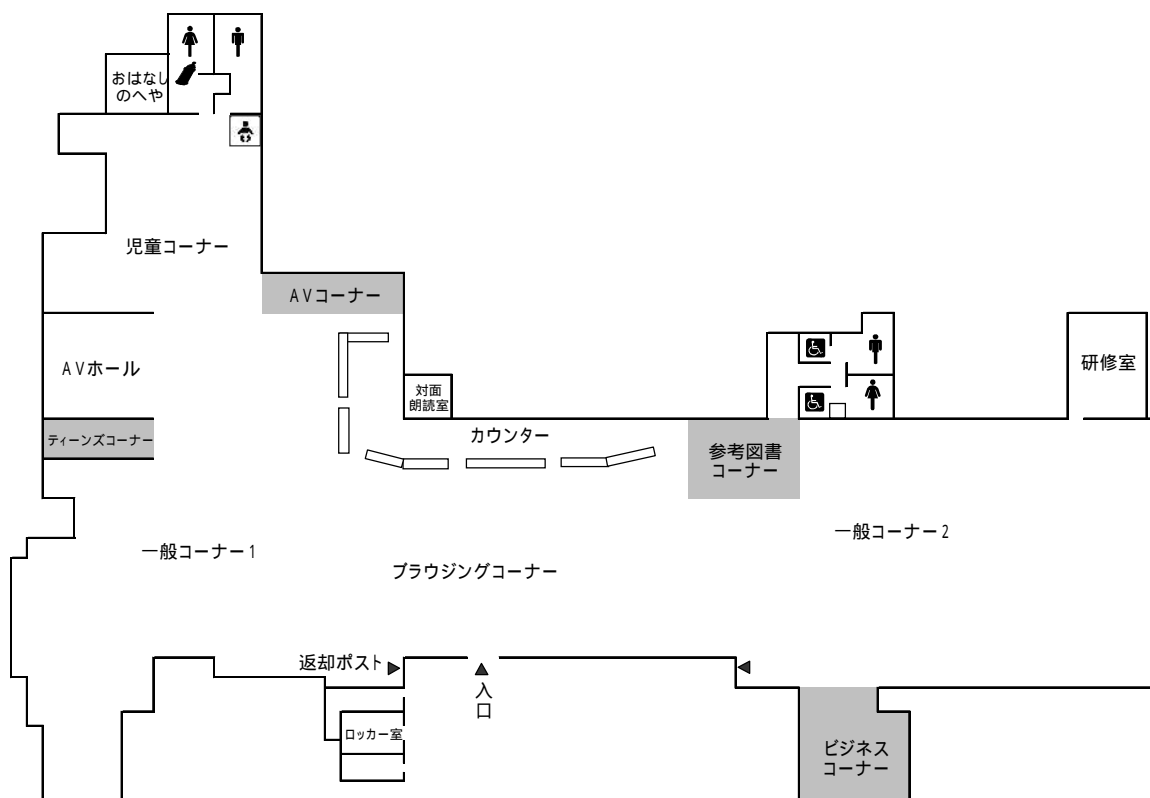 おはなし
のへや
児童コーナー
AVコーナー
AVホール
対面
朗読室
研修室
ティーンズコーナー
カウンター
参考図書
コーナー
一般コーナー1
一般コーナー2
ブラウジングコーナー
返却ポスト
入
口
ロッカー室
ビジネス
コーナー